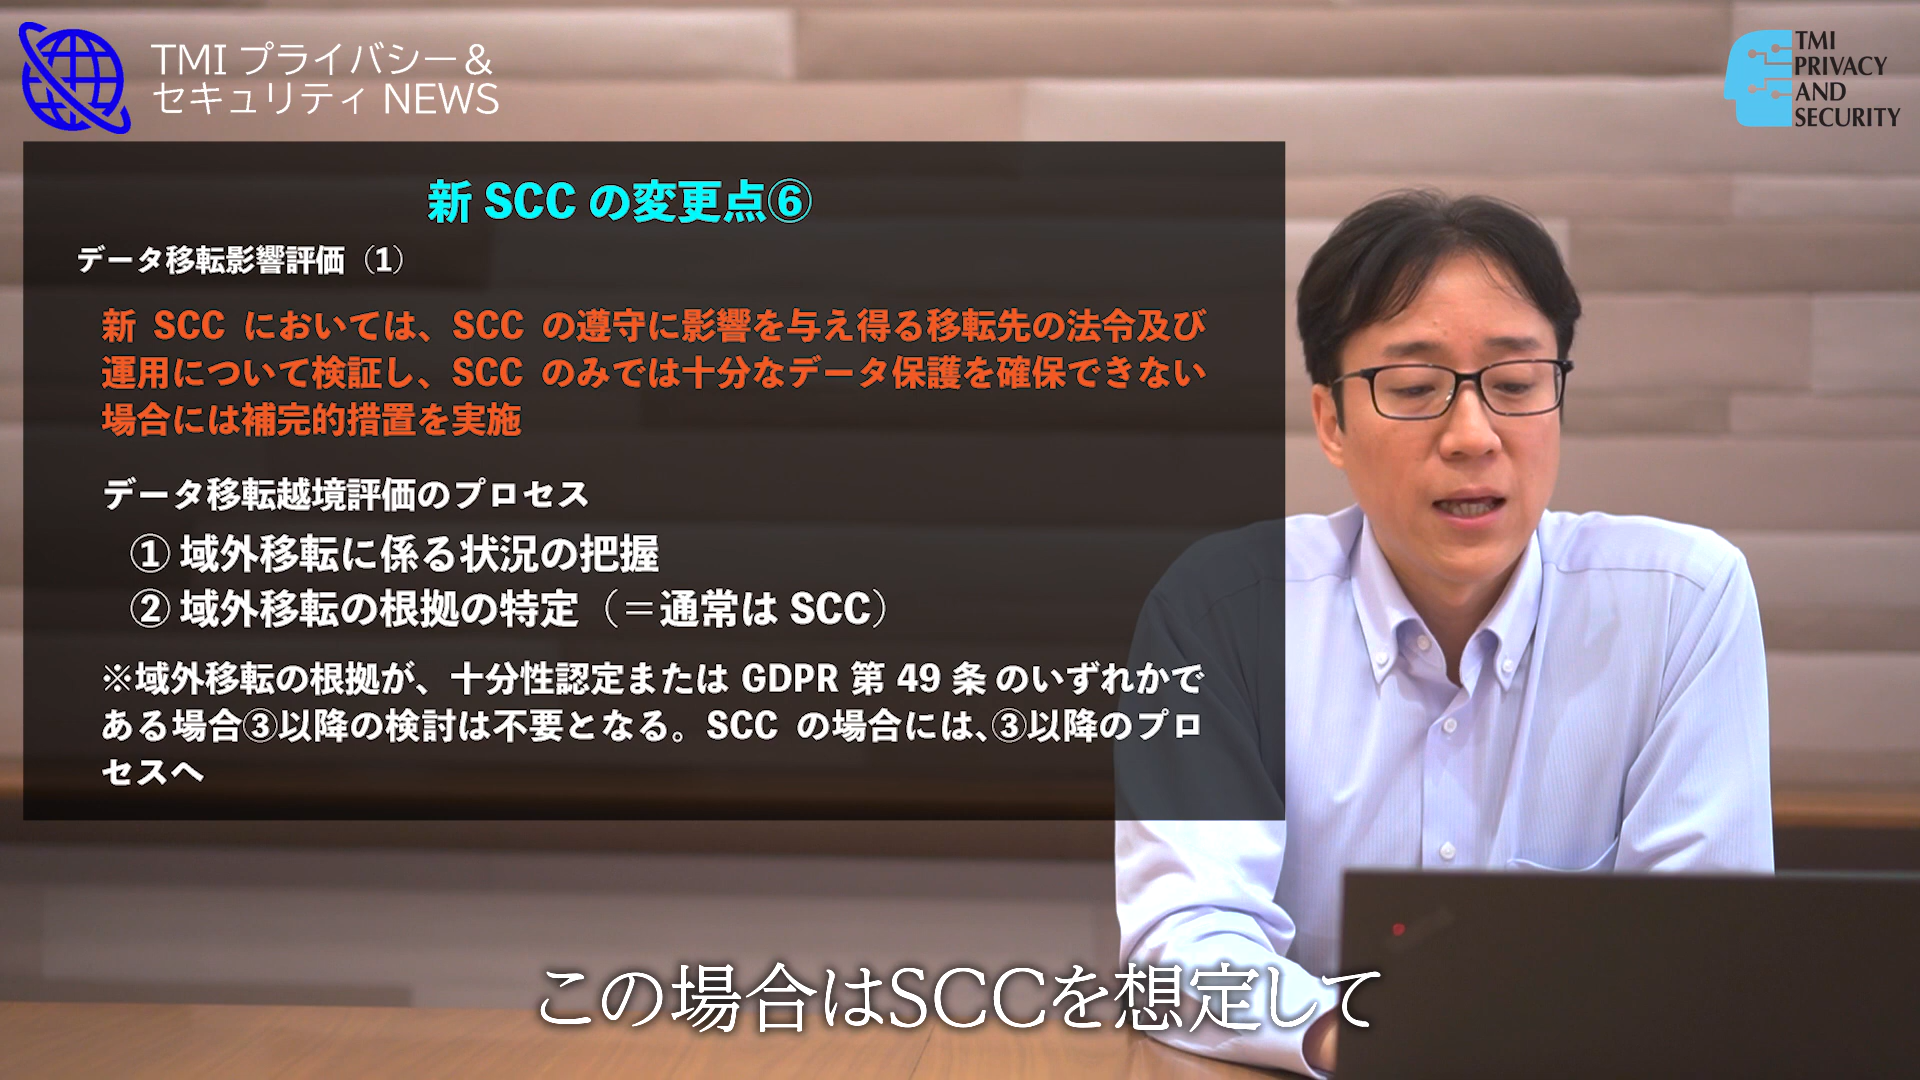 TMI プライバシー＆
セキュリティ NEWS
TMI
PRIVACY
AND
SECURITY
新 SCC の変更点⑥
データ移転影響評価（1）
新 SCC においては、SCC の遵守に影響を与え得る移転先の法令及び
運用について検証し、SCC のみでは十分なデータ保護を確保できない
場合には補完的措置を実施
データ移転越境評価のプロセス
① 域外移転に係る状況の把握
② 域外移転の根拠の特定（＝通常は SCC）
※域外移転の根拠が、十分性認定または GDPR 第 49 条 のいずれかで
ある場合③以降の検討は不要となる。SCC の場合には、③以降のプロ
セスへ
この場合はSCCを想定して